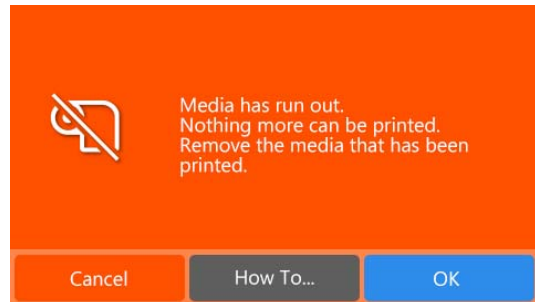 Media has run out.
Nothing more can be printed.
Remove the media that has been
printed.
Cancel
How To...
OK